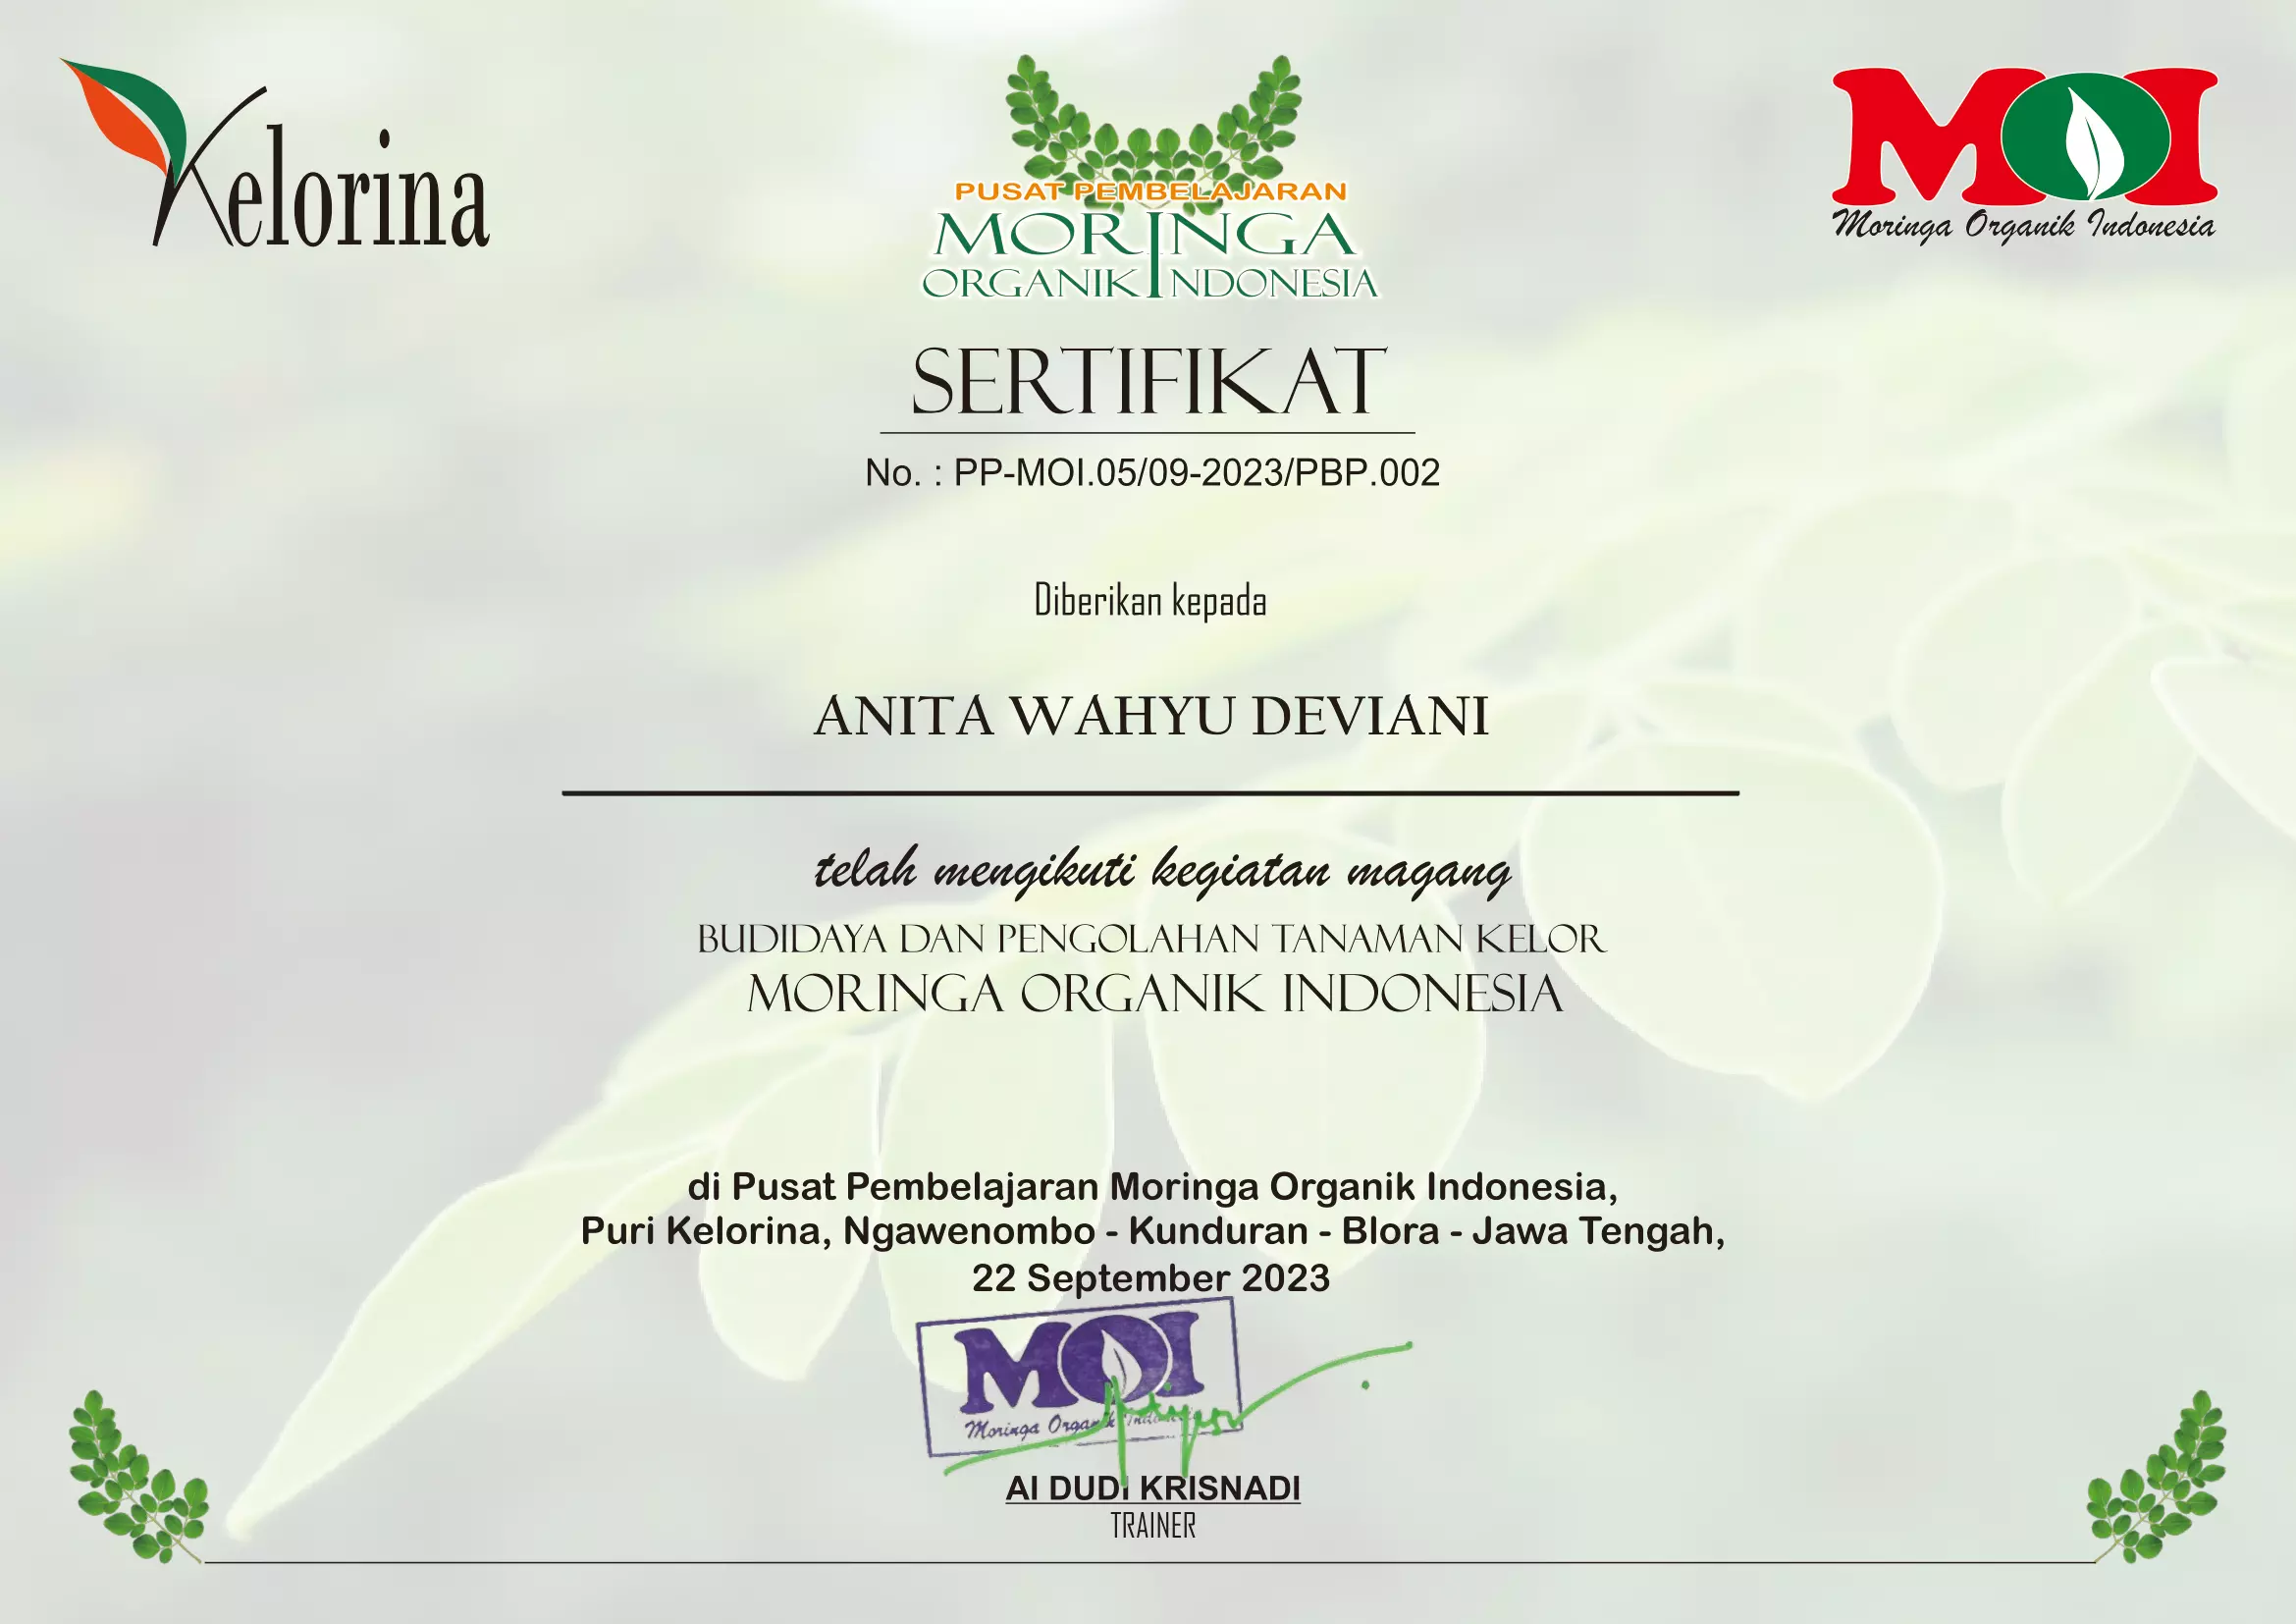 Kelorina
PUSAT PEMBELAJARAN
MORINGA
ORGANIK INDONESIA
MOI
Moringa Organik Indonesia
SERTIFIKAT
No. : PP-MOI.05/09-2023/PBP.002
Diberikan kepada
ANITA WAHYU DEVIANI
telah mengikuti kegiatan magang
BUDIDAYA DAN PENGOLAHAN TANAMAN KELOR
MORINGA ORGANIK INDONESIA
di Pusat Pembelajaran Moringa Organik Indonesia,
Puri Kelorina, Ngawenombo - Kunduran - Blora - Jawa Tengah,
22 September 2023
MOI
Moringa Organik Indonesia
AI DUDI KRISNADI
TRAINER